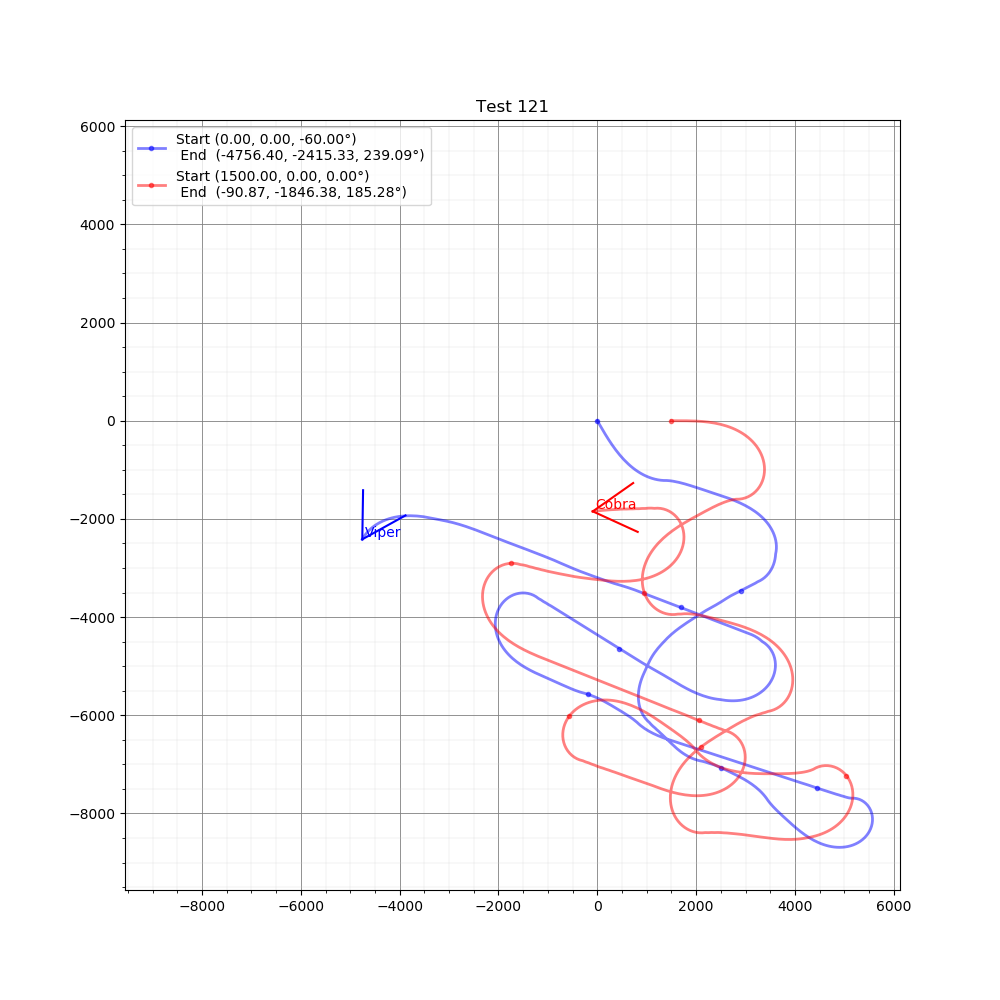 Test 121
Start (0.00, 0.00, -60.00°)
End (-4756.40, -2415.33, 239.09°)
Start (1500.00, 0.00, 0.00°)
End (-90.87, -1846.38, 185.28°)
6000
4000
2000
0
−2000
−4000
−6000
−8000
Cobra
Viper
−8000 −6000 −4000 −2000 0 2000 4000 6000